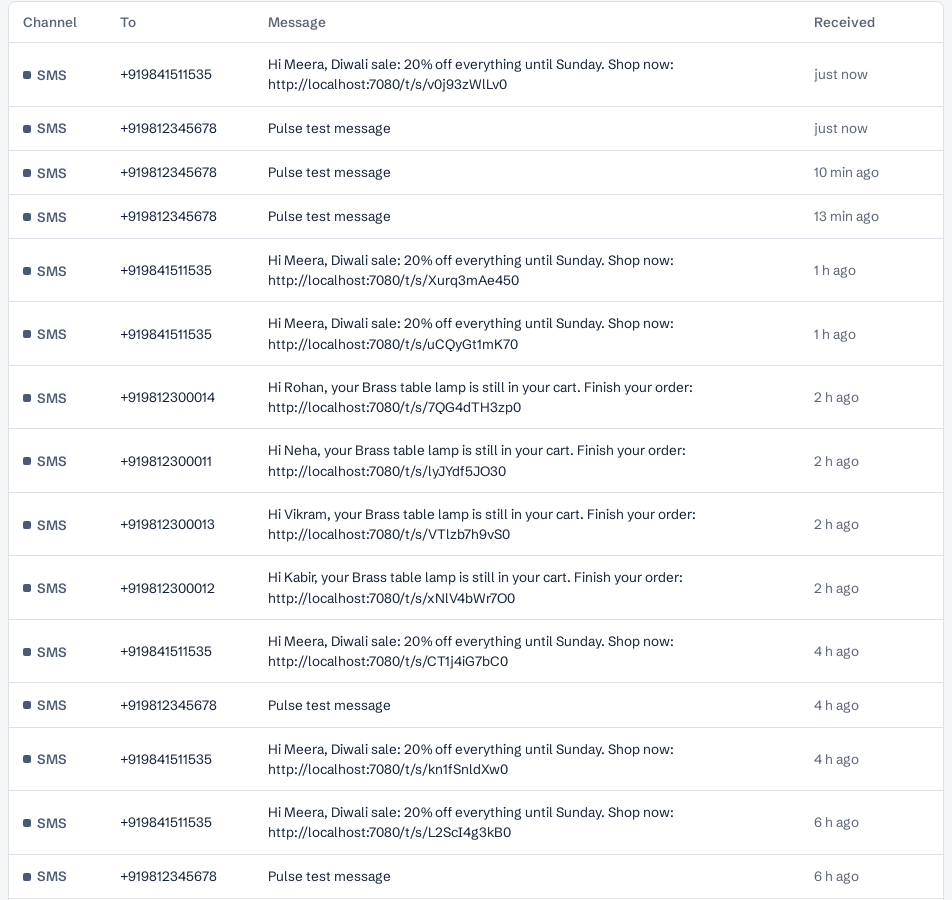 Channel To Message Received
SMS +919841511535 Hi Meera, Diwali sale: 20% off everything until Sunday. Shop now: just now
http://localhost:7080/t/s/v0j93zWlLv0
SMS +919812345678 Pulse test message just now
SMS +919812345678 Pulse test message 10 min ago
SMS +919812345678 Pulse test message 13 min ago
SMS +919841511535 Hi Meera, Diwali sale: 20% off everything until Sunday. Shop now: 1 h ago
http://localhost:7080/t/s/Xurq3mAe450
SMS +919841511535 Hi Meera, Diwali sale: 20% off everything until Sunday. Shop now: 1 h ago
http://localhost:7080/t/s/uCQyGt1mK70
SMS +919812300014 Hi Rohan, your Brass table lamp is still in your cart. Finish your order: 2 h ago
http://localhost:7080/t/s/7QG4dTH3zp0
SMS +919812300011 Hi Neha, your Brass table lamp is still in your cart. Finish your order: 2 h ago
http://localhost:7080/t/s/lyJYdf5JO30
SMS +919812300013 Hi Vikram, your Brass table lamp is still in your cart. Finish your order: 2 h ago
http://localhost:7080/t/s/VTlzb7h9vS0
SMS +919812300012 Hi Kabir, your Brass table lamp is still in your cart. Finish your order: 2 h ago
http://localhost:7080/t/s/xNlV4bWr7O0
SMS +919841511535 Hi Meera, Diwali sale: 20% off everything until Sunday. Shop now: 4 h ago
http://localhost:7080/t/s/CT1j4iG7bC0
SMS +919812345678 Pulse test message 4 h ago
SMS +919841511535 Hi Meera, Diwali sale: 20% off everything until Sunday. Shop now: 4 h ago
http://localhost:7080/t/s/kn1fSnldXw0
SMS +919841511535 Hi Meera, Diwali sale: 20% off everything until Sunday. Shop now: 6 h ago
http://localhost:7080/t/s/L2ScI4g3kB0
SMS +919812345678 Pulse test message 6 h ago